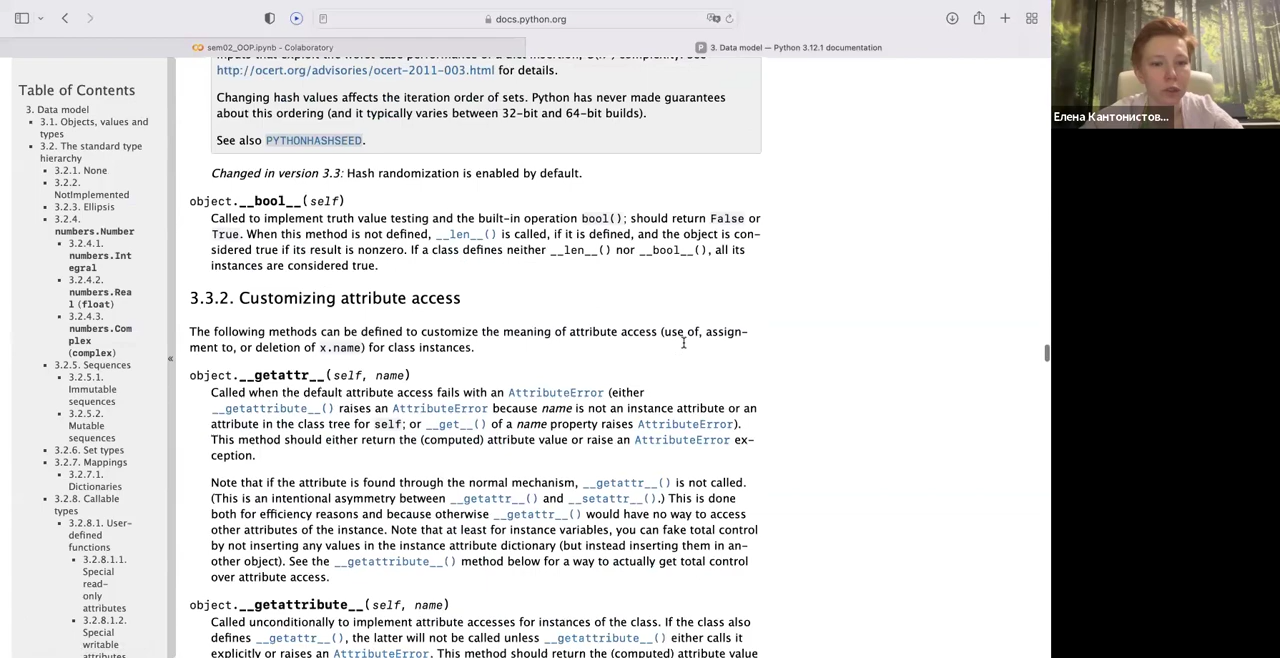 docs.python.org
sem02_OOP.ipynb - Colaboratory
3. Data model — Python 3.12.1 documentation
Table of Contents
3. Data model
3.1. Objects, values and
types
3.2. The standard type
hierarchy
3.2.1. None
3.2.2.
NotImplemented
3.2.3. Ellipsis
3.2.4.
numbers.Number
3.2.4.1.
numbers.Int
egral
3.2.4.2.
numbers.Rea
l (float)
3.2.4.3.
numbers.Com
plex
(complex)
3.2.5. Sequences
3.2.5.1.
Immutable
sequences
3.2.5.2.
Mutable
sequences
3.2.6. Set types
3.2.7. Mappings
3.2.7.1.
Dictionaries
3.2.8. Callable
types
3.2.8.1. User-
defined
functions
3.2.8.1.1.
Special
read-
only
attributes
3.2.8.1.2.
Special
writable
attributes
«
http://ocert.org/advisories/ocert-2011-003.html for details.
Changing hash values affects the iteration order of sets. Python has never made guarantees
about this ordering (and it typically varies between 32-bit and 64-bit builds).
See also PYTHONHASHSEED.
Changed in version 3.3: Hash randomization is enabled by default.
object.__bool__(self)
Called to implement truth value testing and the built-in operation bool(); should return False or
True. When this method is not defined, __len__() is called, if it is defined, and the object is con-
sidered true if its result is nonzero. If a class defines neither __len__() nor __bool__(), all its
instances are considered true.
3.3.2. Customizing attribute access
The following methods can be defined to customize the meaning of attribute access (use of, assign-
ment to, or deletion of x.name) for class instances.
object.__getattr__(self, name)
Called when the default attribute access fails with an AttributeError (either
__getattribute__() raises an AttributeError because name is not an instance attribute or an
attribute in the class tree for self; or __get__() of a name property raises AttributeError).
This method should either return the (computed) attribute value or raise an AttributeError ex-
ception.
Note that if the attribute is found through the normal mechanism, __getattr__() is not called.
(This is an intentional asymmetry between __getattr__() and __setattr__().) This is done
both for efficiency reasons and because otherwise __getattr__() would have no way to access
other attributes of the instance. Note that at least for instance variables, you can fake total control
by not inserting any values in the instance attribute dictionary (but instead inserting them in an-
other object). See the __getattribute__() method below for a way to actually get total control
over attribute access.
object.__getattribute__(self, name)
Called unconditionally to implement attribute accesses for instances of the class. If the class also
defines __getattr__(), the latter will not be called unless __getattribute__() either calls it
explicitly or raises an AttributeError. This method should return the (computed) attribute value
Елена Кантонистов...